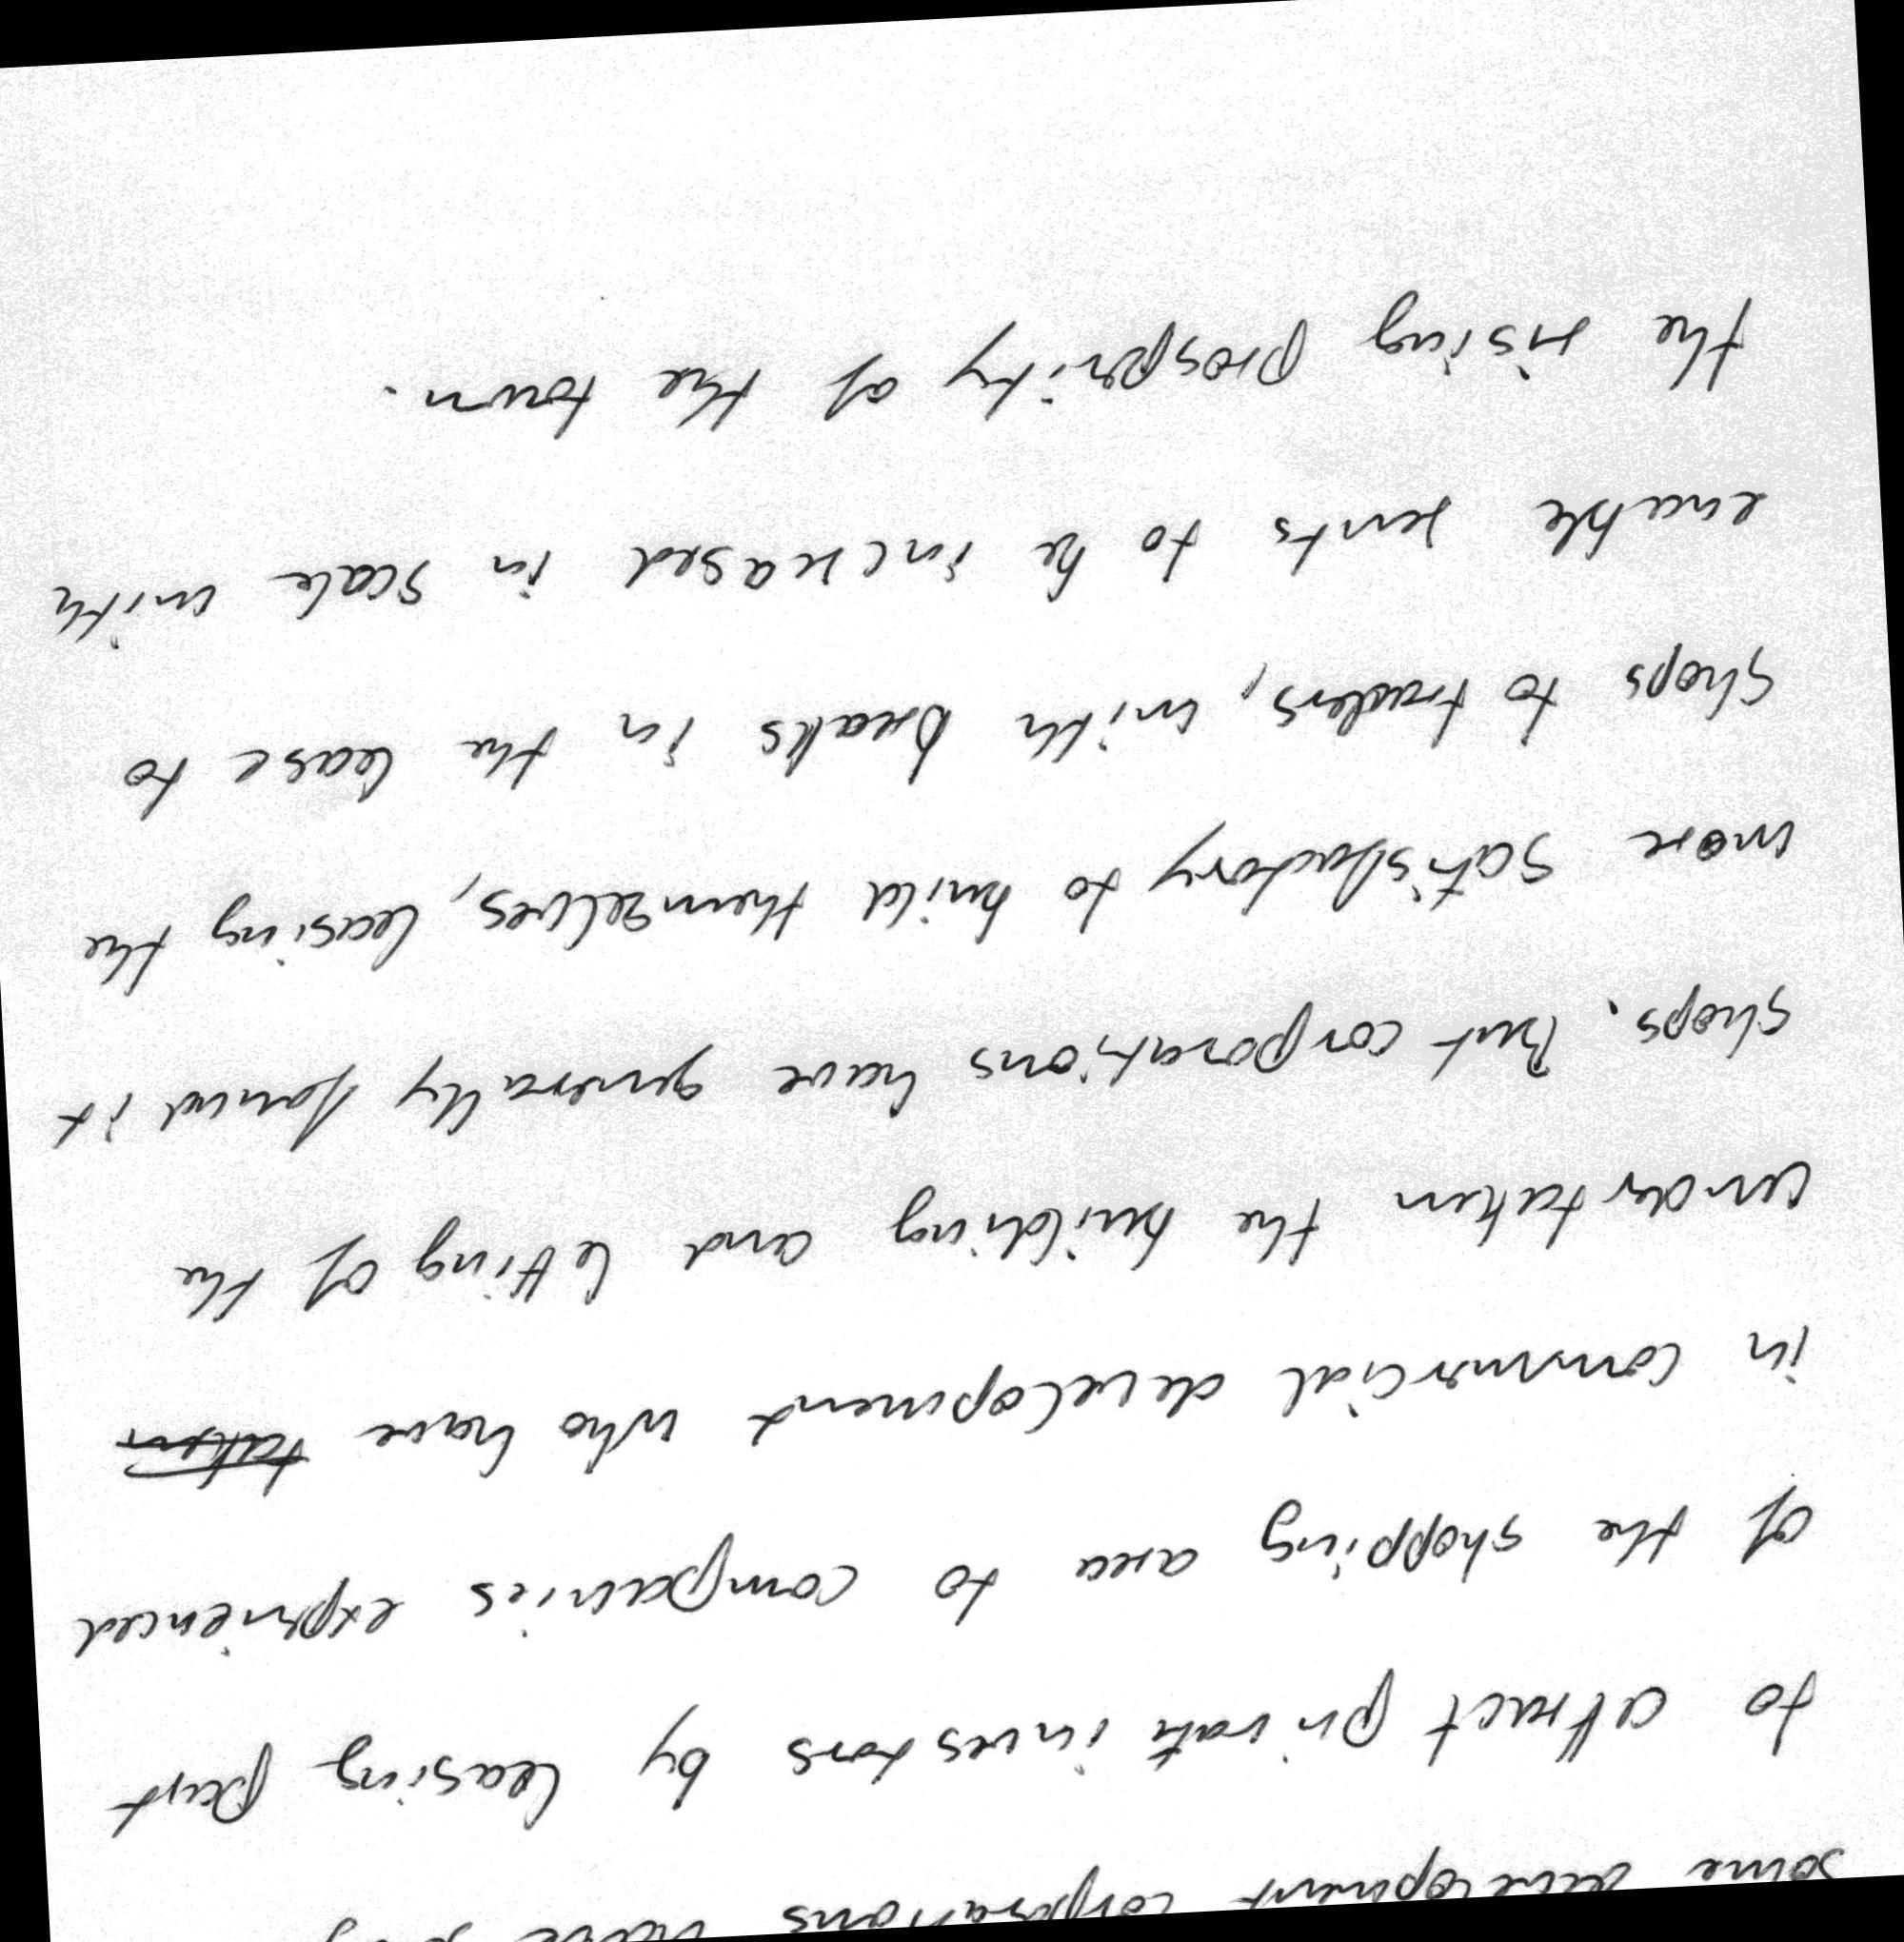 some development corporations have
to attract private investors by leasing part
of the shopping area to companies experienced
in commercial development who have taken
undertaken the building and letting of the
shops. But corporations have generally found it
more satisfactory to build themselves, leasing the
shops to traders, with breaks in the lease to
enable rents to be increased in scale with
the rising prosperity of the town.